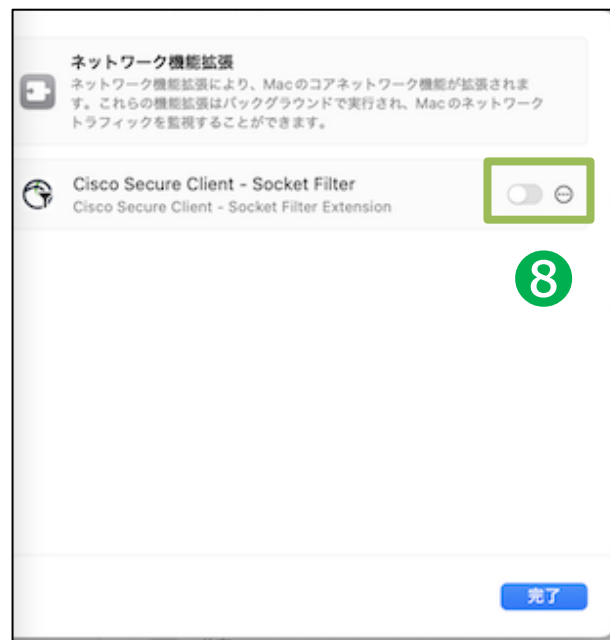 ネットワーク機能拡張
ネットワーク機能拡張により、Macのコアネットワーク機能が拡張されま
す。これらの機能拡張はバックグラウンドで実行され、Macのネットワーク
トラフィックを監視することができます。
Cisco Secure Client - Socket Filter
Cisco Secure Client - Socket Filter Extension
8
完了